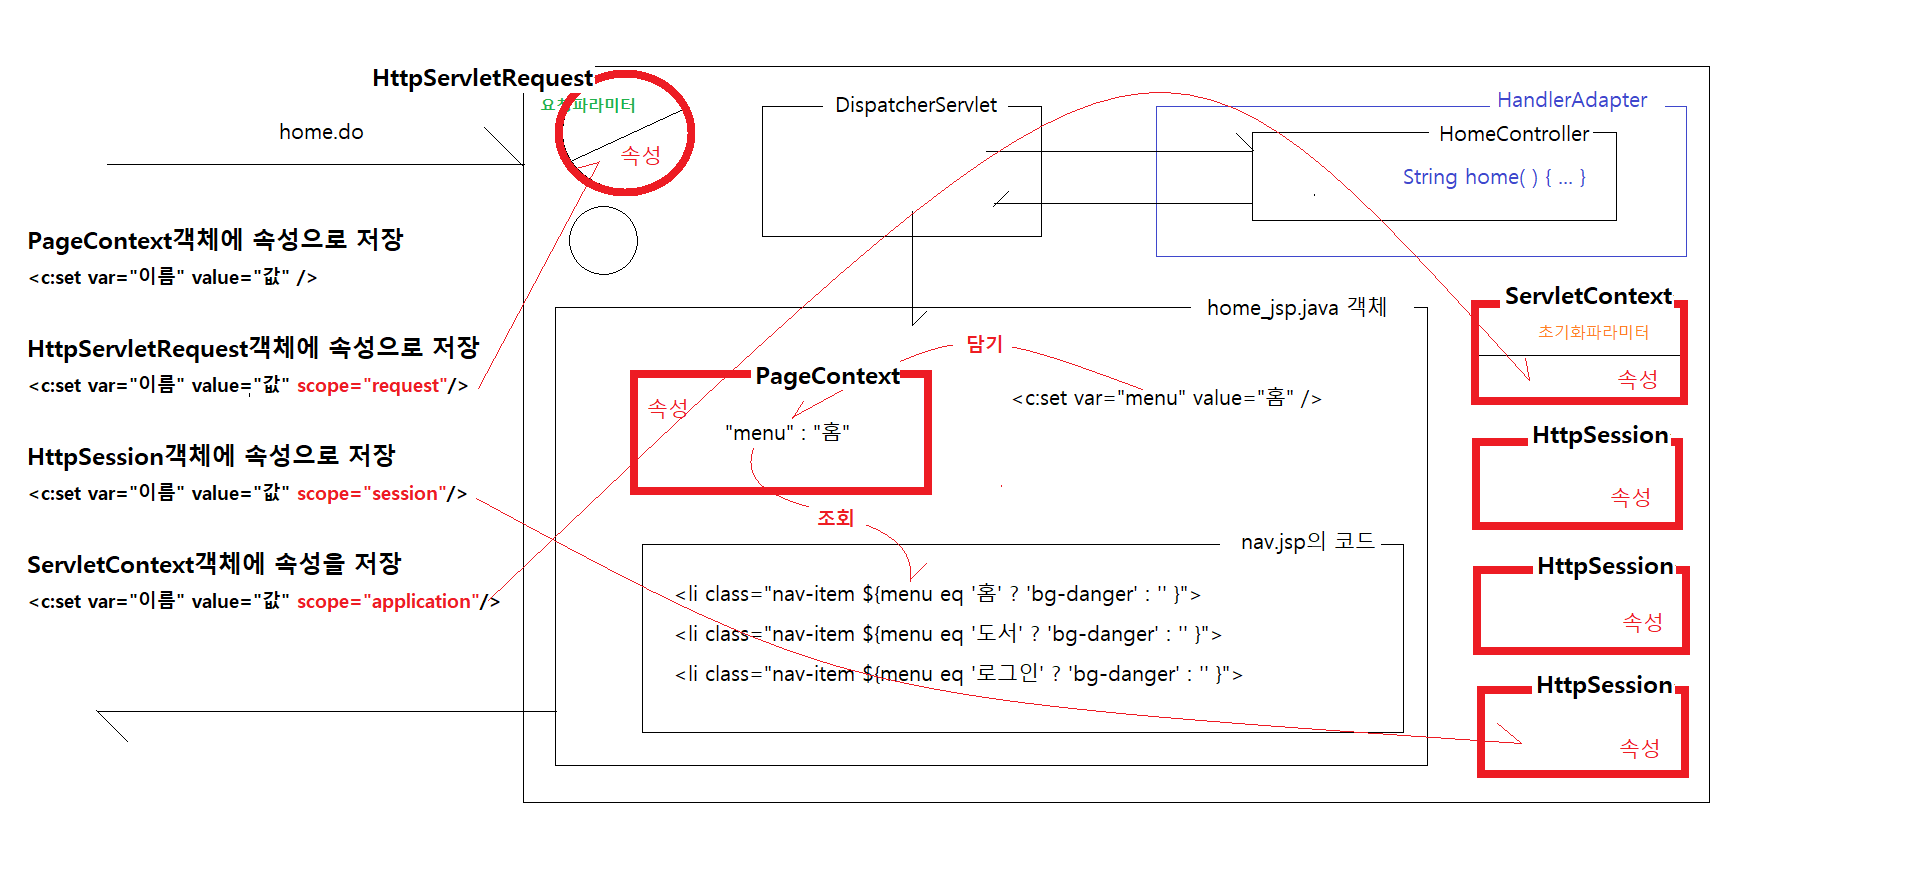 HttpServletRequest
요청파라미터
속성
home.do
DispatcherServlet
HandlerAdapter
HomeController
String home( ) { ... }
PageContext객체에 속성으로 저장
<c:set var="이름" value="값" />
HttpServletRequest객체에 속성으로 저장
<c:set var="이름" value="값" scope="request"/>
HttpSession객체에 속성으로 저장
<c:set var="이름" value="값" scope="session"/>
ServletContext객체에 속성을 저장
<c:set var="이름" value="값" scope="application"/>
home_jsp.java 객체
담기
PageContext
속성
"menu" : "홈"
<c:set var="menu" value="홈" />
조회
nav.jsp의 코드
<li class="nav-item ${menu eq '홈' ? 'bg-danger' : '' }">
<li class="nav-item ${menu eq '도서' ? 'bg-danger' : '' }">
<li class="nav-item ${menu eq '로그인' ? 'bg-danger' : '' }">
ServletContext
초기화파라미터
속성
HttpSession
속성
HttpSession
속성
HttpSession
속성